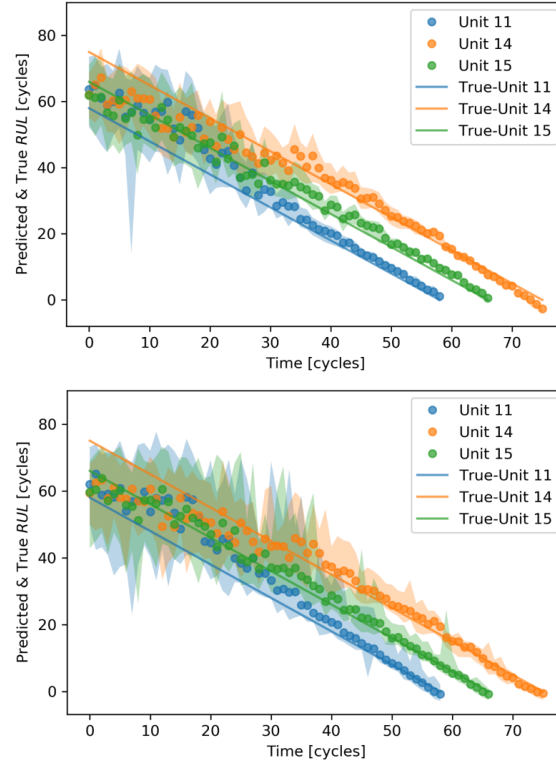 Unit 11
Unit 14
Unit 15
True-Unit 11
True-Unit 14
True-Unit 15
Predicted & True RUL [cycles]
80
60
40
20
0
0 10 20 30 40 50 60 70
Time [cycles]
Unit 11
Unit 14
Unit 15
True-Unit 11
True-Unit 14
True-Unit 15
Predicted & True RUL [cycles]
80
60
40
20
0
0 10 20 30 40 50 60 70
Time [cycles]